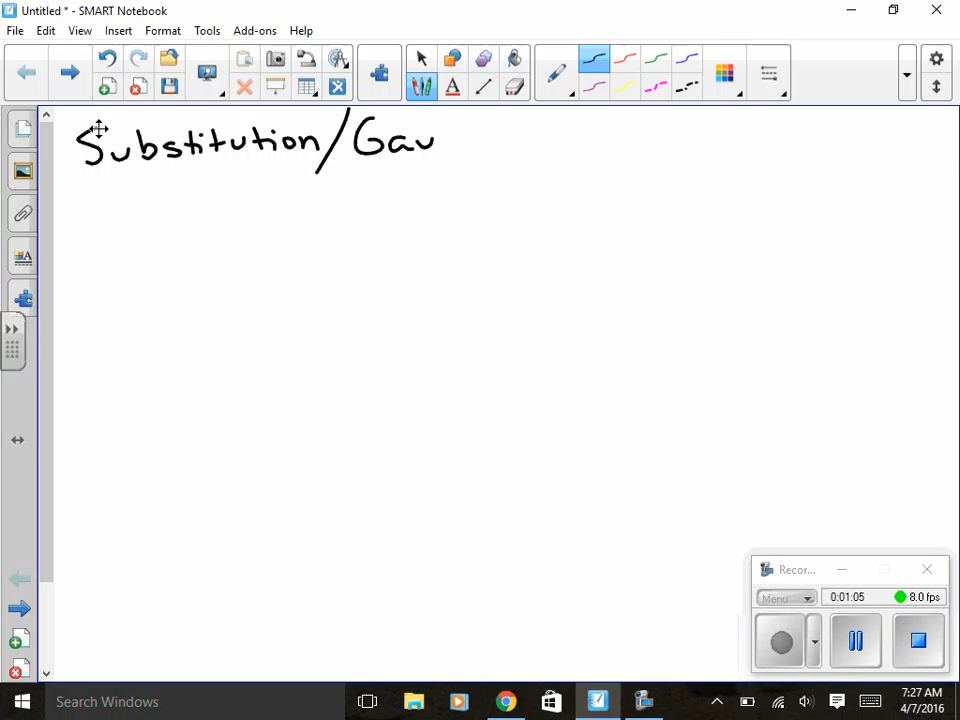 Untitled * - SMART Notebook
File Edit View Insert Format Tools Add-ons Help
Substitution/Gau
Recor...
Menu 0:01:05 8.0 fps
Search Windows
7:27 AM
4/7/2016